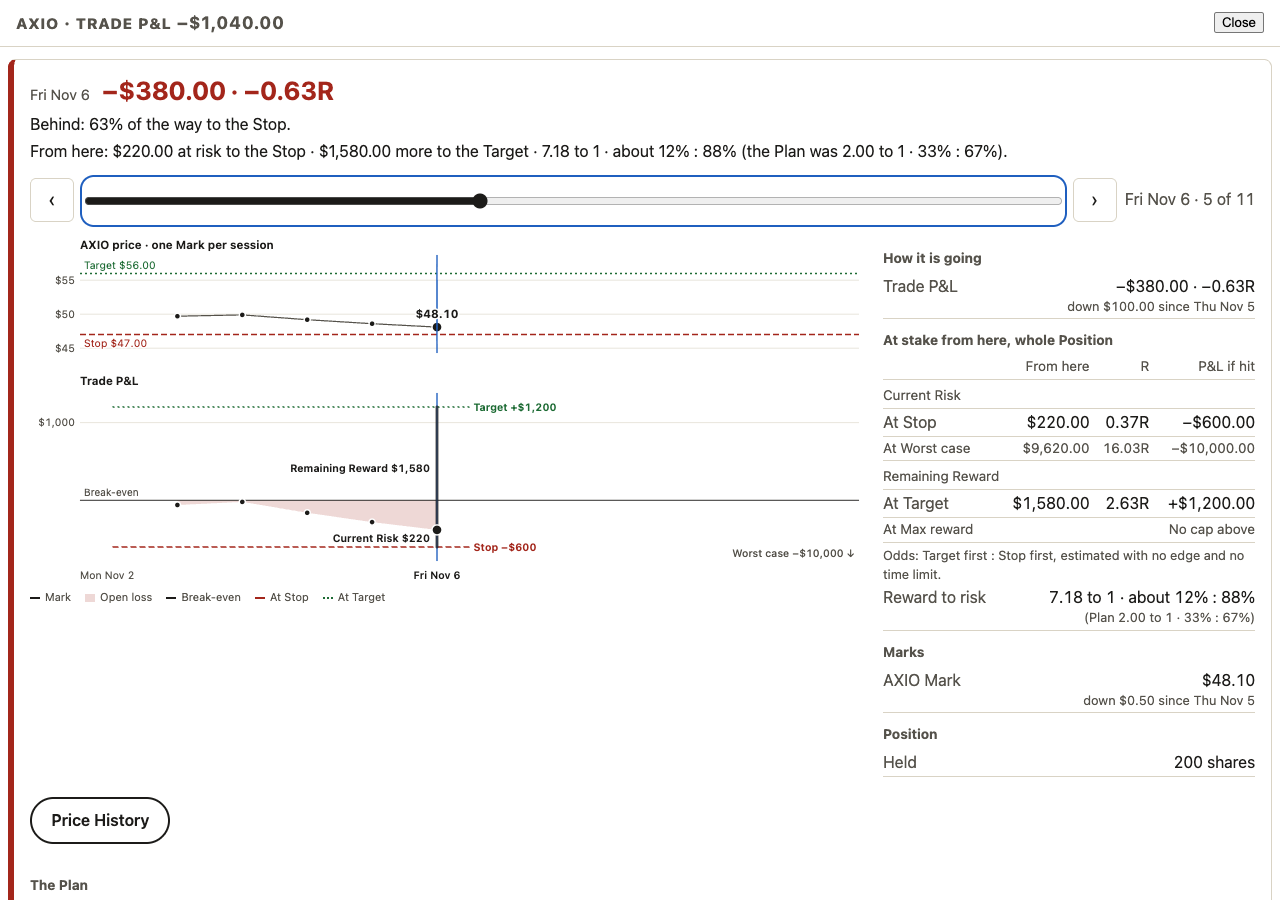 AXIO · TRADE P&L −$1,040.00
Close
Fri Nov 6 −$380.00 · −0.63R
Behind: 63% of the way to the Stop.
From here: $220.00 at risk to the Stop · $1,580.00 more to the Target · 7.18 to 1 · about 12% : 88% (the Plan was 2.00 to 1 · 33% : 67%).
‹
›
Fri Nov 6 · 5 of 11
AXIO price · one Mark per session
Target $56.00
$55
$50
$48.10
Stop $47.00
$45
Trade P&L
Target +$1,200
$1,000
Remaining Reward $1,580
Break-even
Current Risk $220
Stop −$600
Worst case −$10,000 ↓
Mon Nov 2
Fri Nov 6
Mark
Open loss
Break-even
At Stop
At Target
How it is going
Trade P&L −$380.00 · −0.63R
down $100.00 since Thu Nov 5
At stake from here, whole Position
From here R P&L if hit
Current Risk
At Stop $220.00 0.37R −$600.00
At Worst case $9,620.00 16.03R −$10,000.00
Remaining Reward
At Target $1,580.00 2.63R +$1,200.00
At Max reward No cap above
Odds: Target first : Stop first, estimated with no edge and no
time limit.
Reward to risk 7.18 to 1 · about 12% : 88%
(Plan 2.00 to 1 · 33% : 67%)
Marks
AXIO Mark $48.10
down $0.50 since Thu Nov 5
Position
Held 200 shares
Price History
The Plan